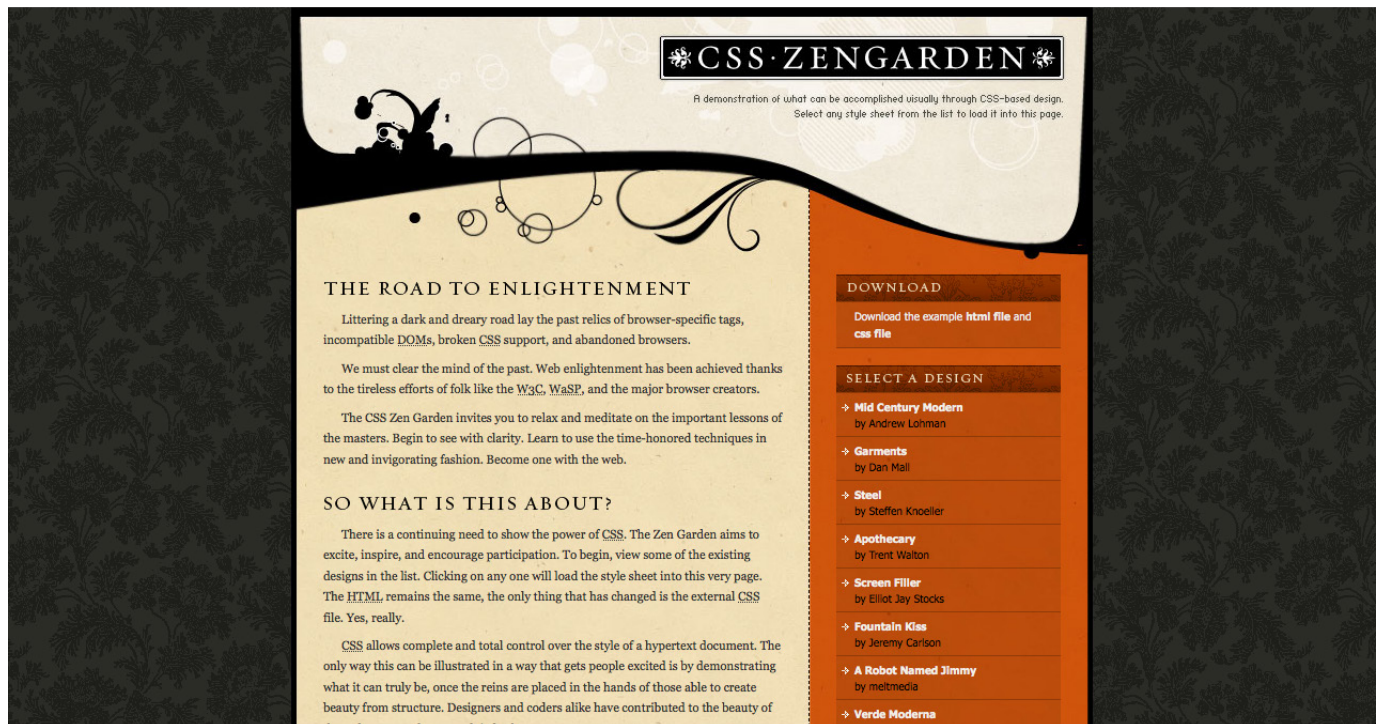 CSS·ZENGARDEN
A demonstration of what can be accomplished visually through CSS-based design.
Select any style sheet from the list to load it into this page.
THE ROAD TO ENLIGHTENMENT
Littering a dark and dreary road lay the past relics of browser-specific tags,
incompatible DOMs, broken CSS support, and abandoned browsers.
We must clear the mind of the past. Web enlightenment has been achieved thanks
to the tireless efforts of folk like the W3C, WaSP, and the major browser creators.
The CSS Zen Garden invites you to relax and meditate on the important lessons of
the masters. Begin to see with clarity. Learn to use the time-honored techniques in
new and invigorating fashion. Become one with the web.
SO WHAT IS THIS ABOUT?
There is a continuing need to show the power of CSS. The Zen Garden aims to
excite, inspire, and encourage participation. To begin, view some of the existing
designs in the list. Clicking on any one will load the style sheet into this very page.
The HTML remains the same, the only thing that has changed is the external CSS
file. Yes, really.
CSS allows complete and total control over the style of a hypertext document. The
only way this can be illustrated in a way that gets people excited is by demonstrating
what it can truly be, once the reins are placed in the hands of those able to create
beauty from structure. Designers and coders alike have contributed to the beauty of
DOWNLOAD
Download the example html file and
css file
SELECT A DESIGN
Mid Century Modern
by Andrew Lohman
Garments
by Dan Mall
Steel
by Steffen Knoeller
Apothecary
by Trent Walton
Screen Filler
by Elliot Jay Stocks
Fountain Kiss
by Jeremy Carlson
A Robot Named Jimmy
by meltmedia
Verde Moderna